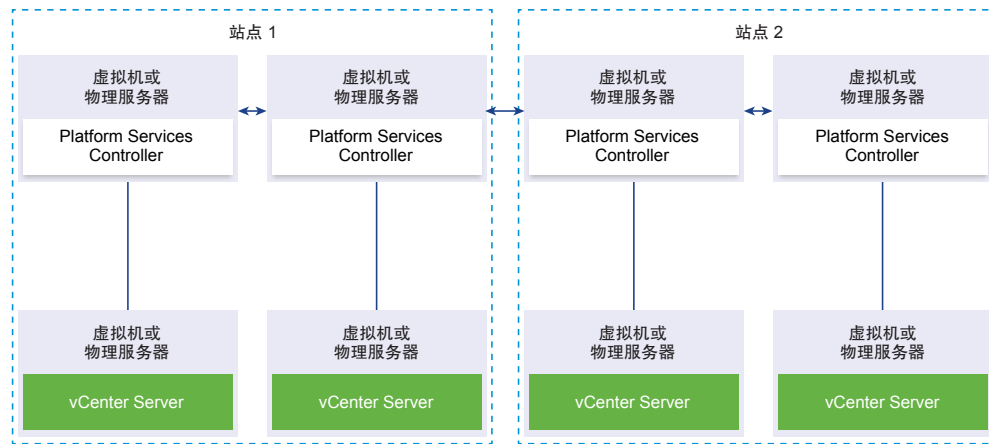 站点 1
虚拟机或
物理服务器
Platform Services
Controller
虚拟机或
物理服务器
Platform Services
Controller
虚拟机或
物理服务器
vCenter Server
虚拟机或
物理服务器
vCenter Server
站点 2
虚拟机或
物理服务器
Platform Services
Controller
虚拟机或
物理服务器
Platform Services
Controller
虚拟机或
物理服务器
vCenter Server
虚拟机或
物理服务器
vCenter Server